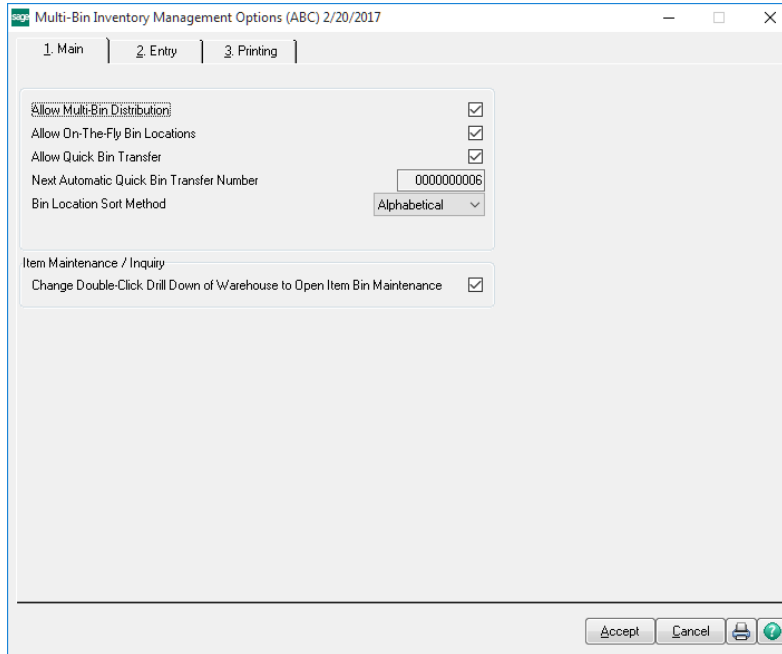 sage Multi-Bin Inventory Management Options (ABC) 2/20/2017
1. Main 2. Entry 3. Printing
Allow Multi-Bin Distribution
Allow On-The-Fly Bin Locations
Allow Quick Bin Transfer
Next Automatic Quick Bin Transfer Number 0000000006
Bin Location Sort Method Alphabetical
Item Maintenance / Inquiry
Change Double-Click Drill Down of Warehouse to Open Item Bin Maintenance
Accept Cancel ?